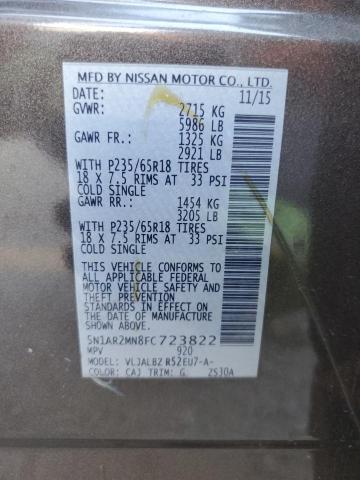 MFD BY NISSAN MOTOR CO., LTD.
DATE: 11/15
GVWR: 2715 KG
5986 LB
GAWR FR.: 1325 KG
2921 LB
WITH P235/65R18 TIRES
18 X 7.5 RIMS AT 33 PSI
COLD SINGLE
GAWR RR.: 1454 KG
3205 LB
WITH P235/65R18 TIRES
18 X 7.5 RIMS AT 33 PSI
COLD SINGLE
THIS VEHICLE CONFORMS TO
ALL APPLICABLE FEDERAL
MOTOR VEHICLE SAFETY AND
THEFT PREVENTION
STANDARDS IN EFFECT ON
THE DATE OF MANUFACTURE
SHOWN ABOVE.
5N1AR2MN8FC723822
MPV 920
MODEL VLJALBZ R52EU7-A-
COLOR: CAJ TRIM: G ZS30A